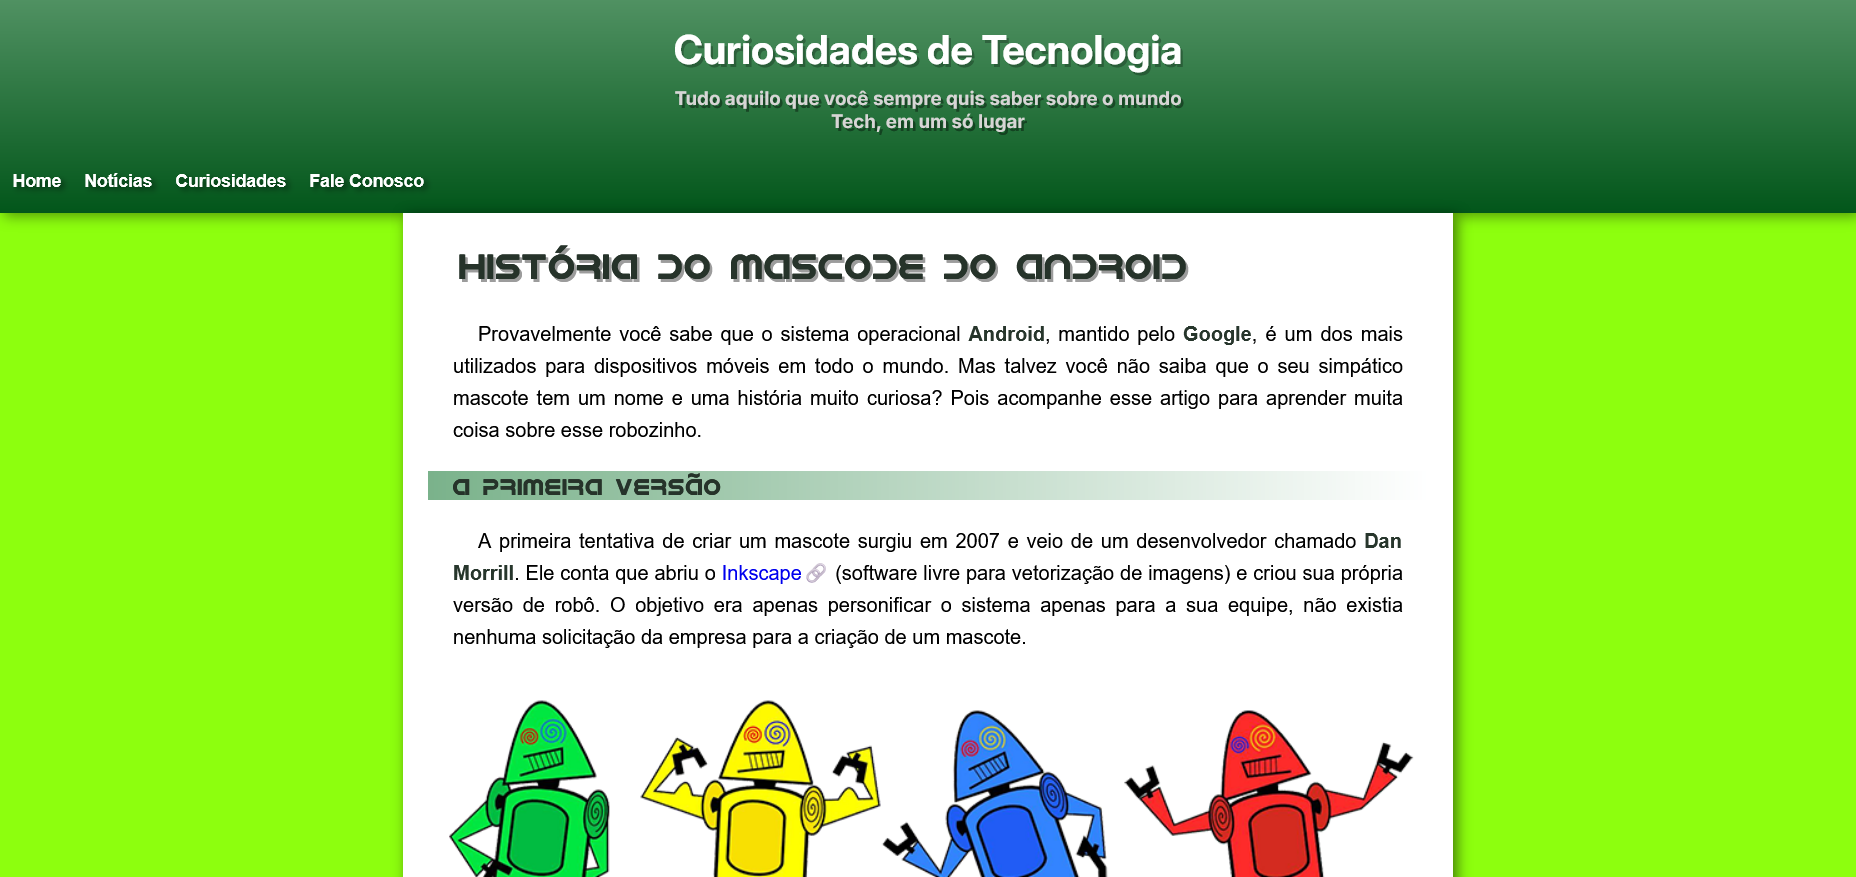 Curiosidades de Tecnologia
Tudo aquilo que você sempre quis saber sobre o mundo
Tech, em um só lugar
Home Notícias Curiosidades Fale Conosco
HISTÓRIA DO MASCODE DO ANDROID
Provavelmente você sabe que o sistema operacional Android, mantido pelo Google, é um dos mais
utilizados para dispositivos móveis em todo o mundo. Mas talvez você não saiba que o seu simpático
mascote tem um nome e uma história muito curiosa? Pois acompanhe esse artigo para aprender muita
coisa sobre esse robozinho.
A PRIMEIRA VERSÃO
A primeira tentativa de criar um mascote surgiu em 2007 e veio de um desenvolvedor chamado Dan
Morrill. Ele conta que abriu o Inkscape🔗 (software livre para vetorização de imagens) e criou sua própria
versão de robô. O objetivo era apenas personificar o sistema apenas para a sua equipe, não existia
nenhuma solicitação da empresa para a criação de um mascote.